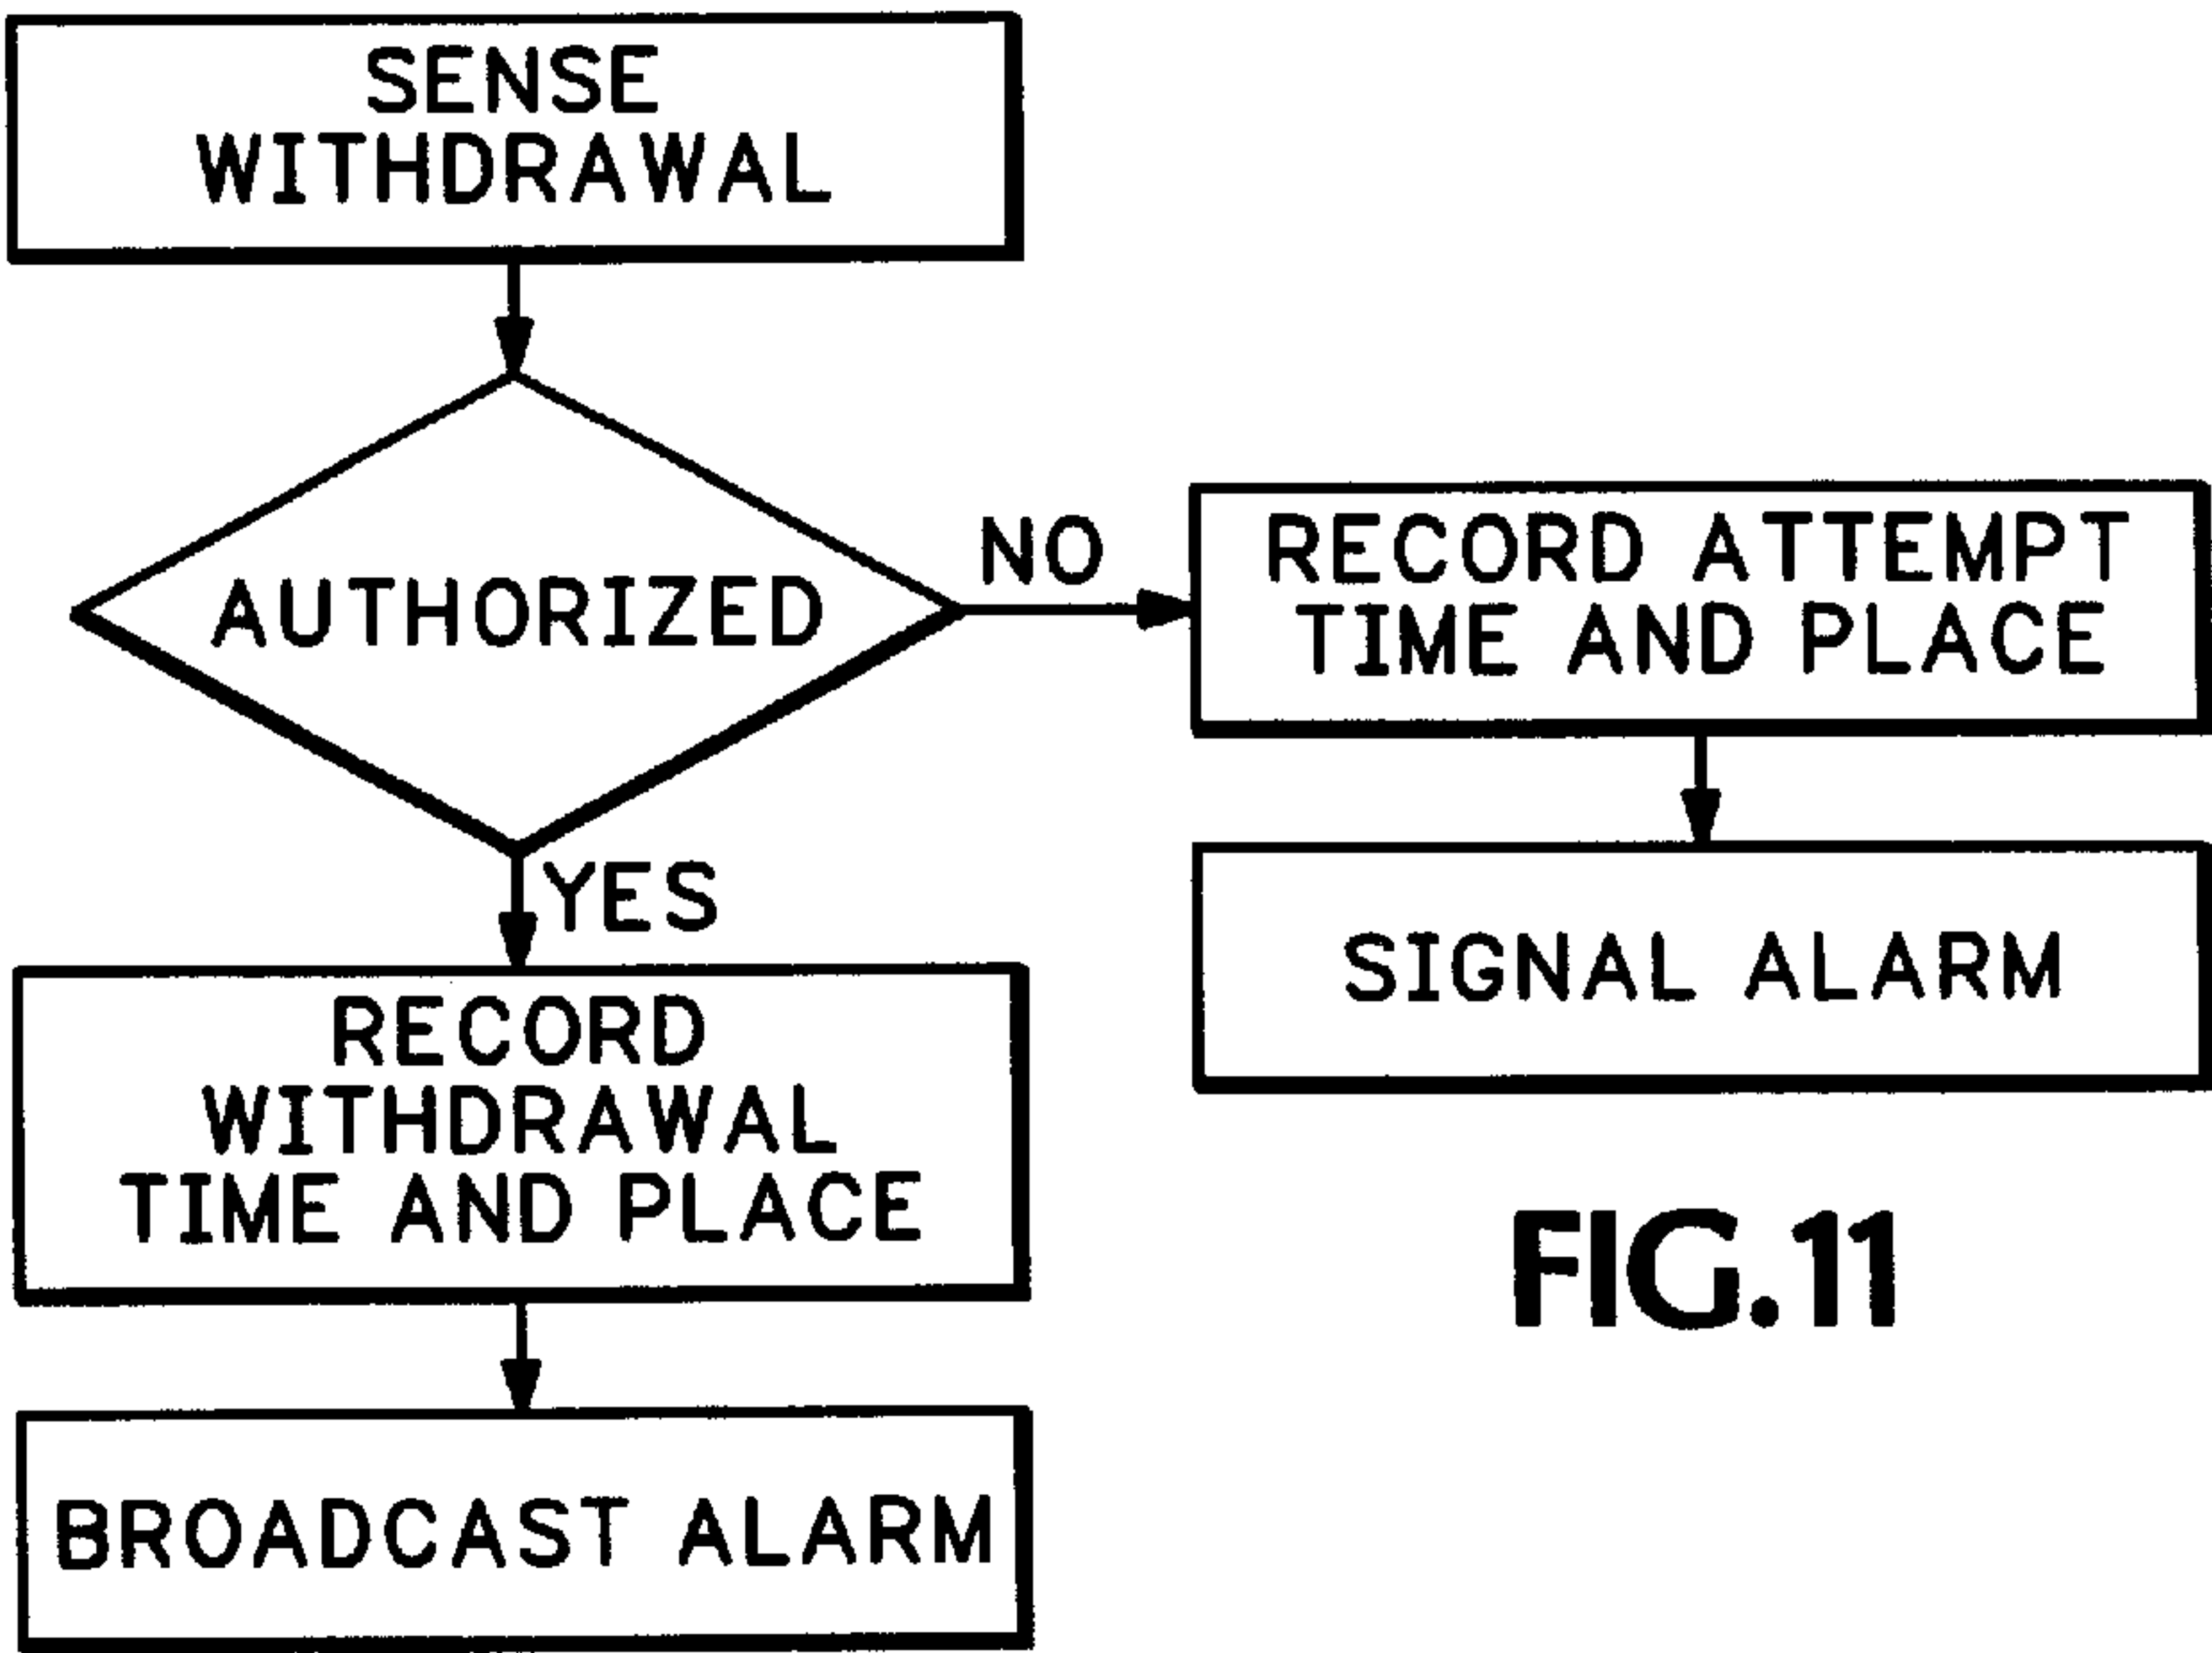 SENSE
WITHDRAWAL
AUTHORIZED
NO
RECORD ATTEMPT
TIME AND PLACE
SIGNAL ALARM
YES
RECORD
WITHDRAWAL
TIME AND PLACE
BROADCAST ALARM
FIG.11